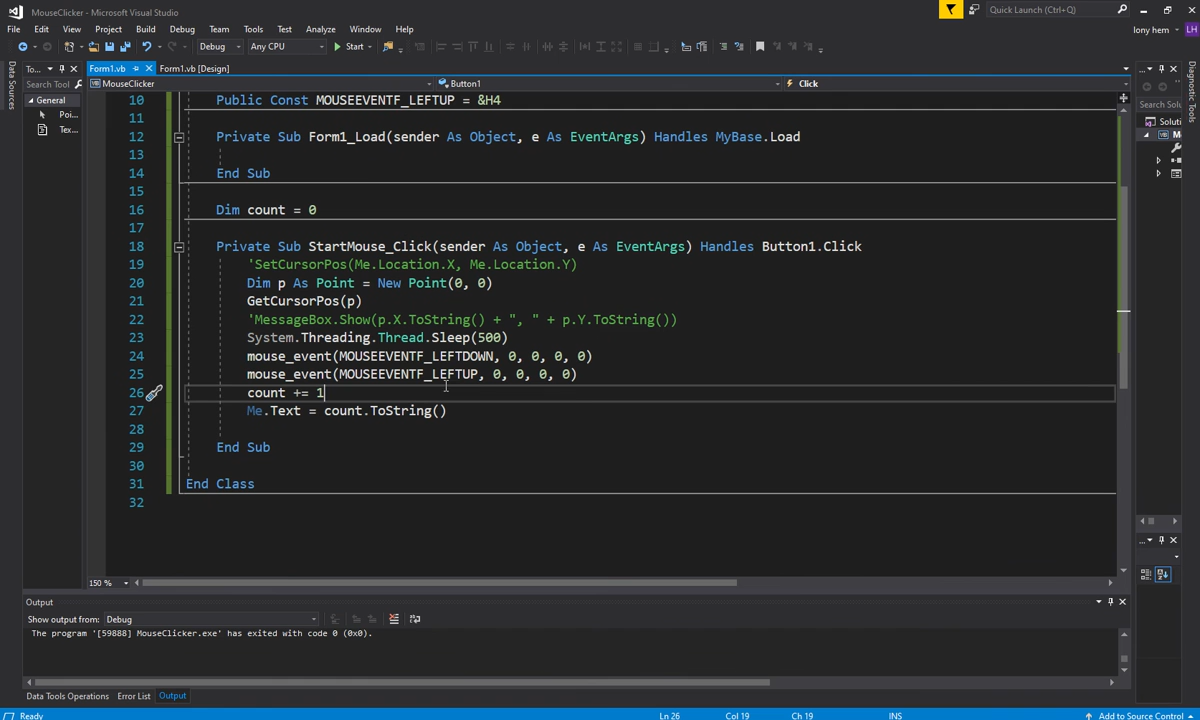 MouseClicker - Microsoft Visual Studio
Quick Launch (Ctrl+Q)
File Edit View Project Build Debug Team Tools Test Analyze Window Help
lony hem LH
Debug Any CPU Start
Data Sources
To...
Search Tool
General
Poi...
Tex...
Form1.vb Form1.vb [Design]
MouseClicker Button1 Click
10 Public Const MOUSEEVENTF_LEFTUP = &H4
11
12 Private Sub Form1_Load(sender As Object, e As EventArgs) Handles MyBase.Load
13
14 End Sub
15
16 Dim count = 0
17
18 Private Sub StartMouse_Click(sender As Object, e As EventArgs) Handles Button1.Click
19 'SetCursorPos(Me.Location.X, Me.Location.Y)
20 Dim p As Point = New Point(0, 0)
21 GetCursorPos(p)
22 'MessageBox.Show(p.X.ToString() + ", " + p.Y.ToString())
23 System.Threading.Thread.Sleep(500)
24 mouse_event(MOUSEEVENTF_LEFTDOWN, 0, 0, 0, 0)
25 mouse_event(MOUSEEVENTF_LEFTUP, 0, 0, 0, 0)
26 count += 1
27 Me.Text = count.ToString()
28
29 End Sub
30
31 End Class
32
150 %
...
Search Solu
Soluti
M
...
Diagnostic Tools
Output
Show output from: Debug
The program '[59888] MouseClicker.exe' has exited with code 0 (0x0).
Data Tools Operations Error List Output
Ready Ln 26 Col 19 Ch 19 INS Add to Source Control